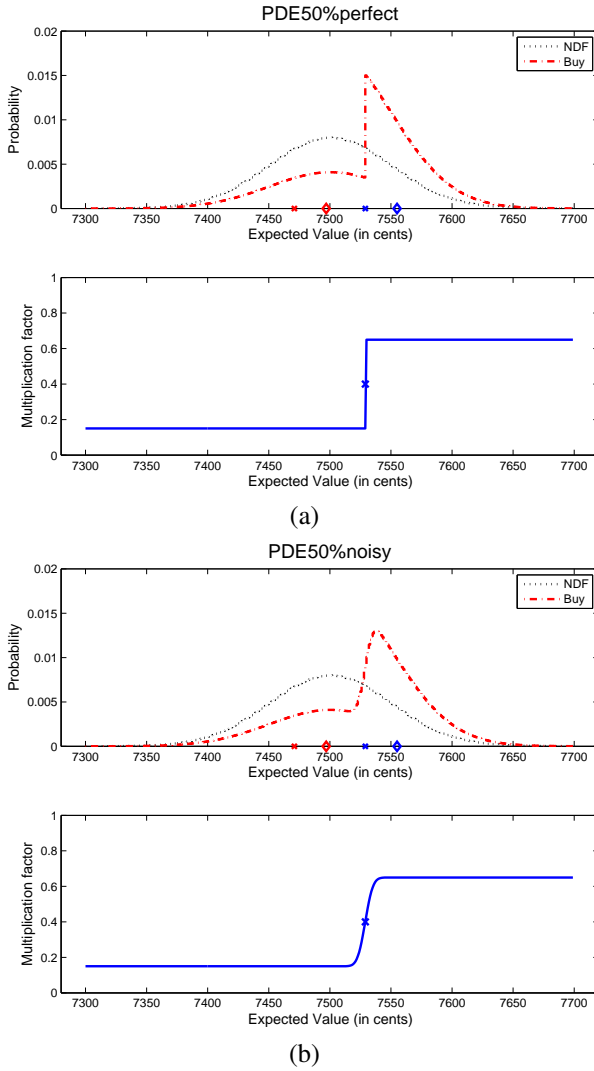 PDE50%perfect
0.02
0.015
0.01
0.005
0
Probability
NDF
Buy
7300 7350 7400 7450 7500 7550 7600 7650 7700
Expected Value (in cents)
1
0.8
0.6
0.4
0.2
0
Multiplication factor
7300 7350 7400 7450 7500 7550 7600 7650 7700
Expected Value (in cents)
(a)
PDE50%noisy
0.02
0.015
0.01
0.005
0
Probability
NDF
Buy
7300 7350 7400 7450 7500 7550 7600 7650 7700
Expected Value (in cents)
1
0.8
0.6
0.4
0.2
0
Multiplication factor
7300 7350 7400 7450 7500 7550 7600 7650 7700
Expected Value (in cents)
(b)